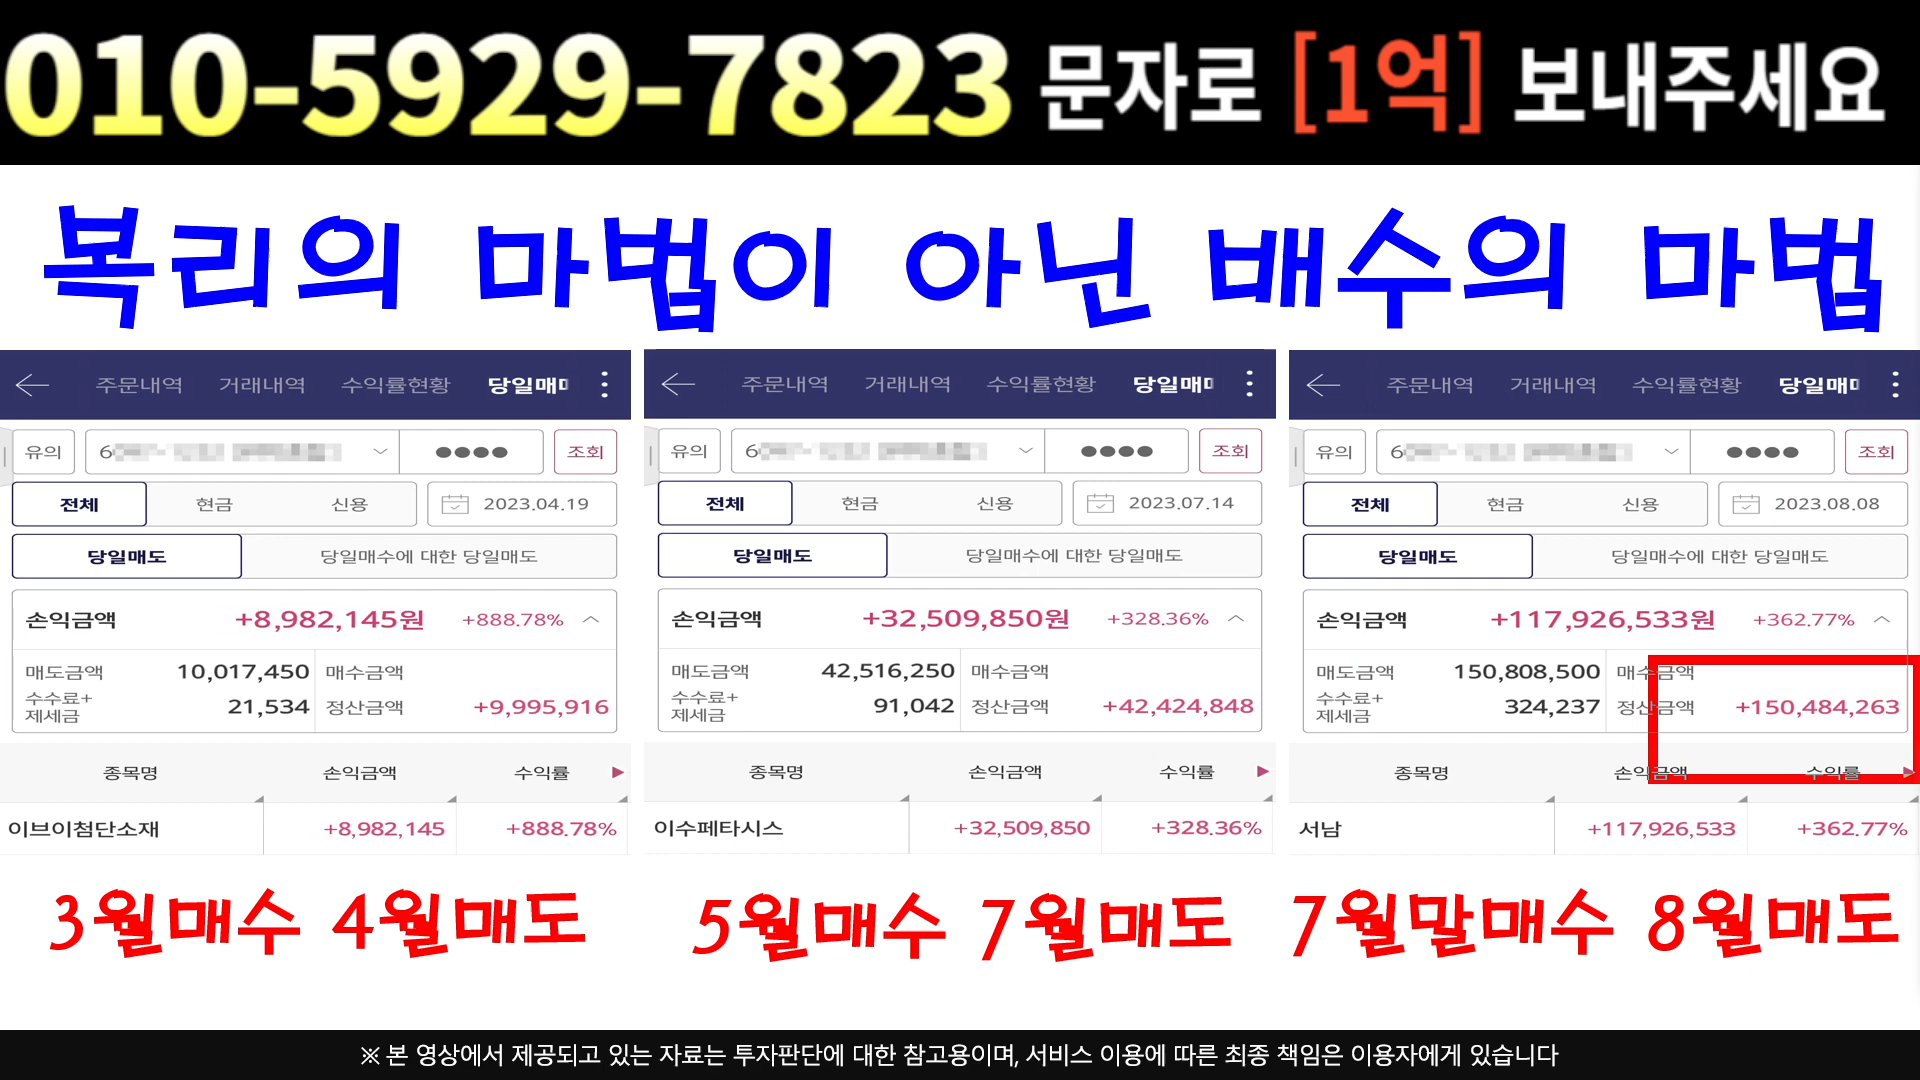 010-5929-7823 문자로 [1억] 보내주세요
복리의 마법이 아닌 배수의 마법
주문내역 거래내역 수익률현황 당일매
유의 6 ●●●● 조회
전체 현금 신용 2023.04.19
당일매도 당일매수에 대한 당일매도
손익금액 +8,982,145원 +888.78%
매도금액 10,017,450 매수금액
수수료+
제세금 21,534 정산금액 +9,995,916
종목명 손익금액 수익률
이브이첨단소재 +8,982,145 +888.78%
3월매수 4월매도
주문내역 거래내역 수익률현황 당일매
유의 6 ●●●● 조회
전체 현금 신용 2023.07.14
당일매도 당일매수에 대한 당일매도
손익금액 +32,509,850원 +328.36%
매도금액 42,516,250 매수금액
수수료+
제세금 91,042 정산금액 +42,424,848
종목명 손익금액 수익률
이수페타시스 +32,509,850 +328.36%
5월매수 7월매도
주문내역 거래내역 수익률현황 당일매
유의 6 ●●●● 조회
전체 현금 신용 2023.08.08
당일매도 당일매수에 대한 당일매도
손익금액 +117,926,533원 +362.77%
매도금액 150,808,500 매수금액
수수료+
제세금 324,237 정산금액 +150,484,263
종목명 손익금액 수익률
서남 +117,926,533 +362.77%
7월말매수 8월매도
※ 본 영상에서 제공되고 있는 자료는 투자판단에 대한 참고용이며, 서비스 이용에 따른 최종 책임은 이용자에게 있습니다